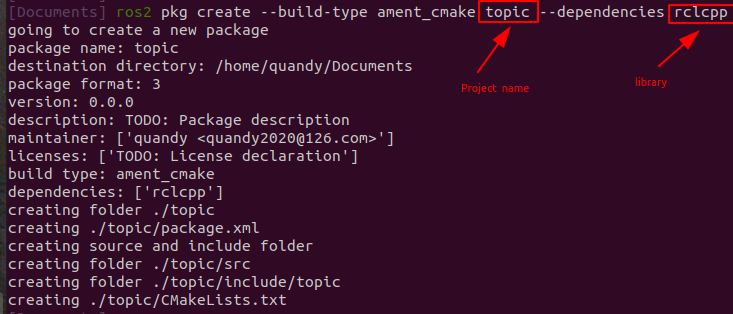 [Documents] ros2 pkg create --build-type ament_cmake topic --dependencies rclcpp
going to create a new package
package name: topic
destination directory: /home/quandy/Documents
package format: 3
Project name
library
version: 0.0.0
description: TODO: Package description
maintainer: ['quandy <quandy2020@126.com>']
licenses: ['TODO: License declaration']
build type: ament_cmake
dependencies: ['rclcpp']
creating folder ./topic
creating ./topic/package.xml
creating source and include folder
creating folder ./topic/src
creating folder ./topic/include/topic
creating ./topic/CMakeLists.txt